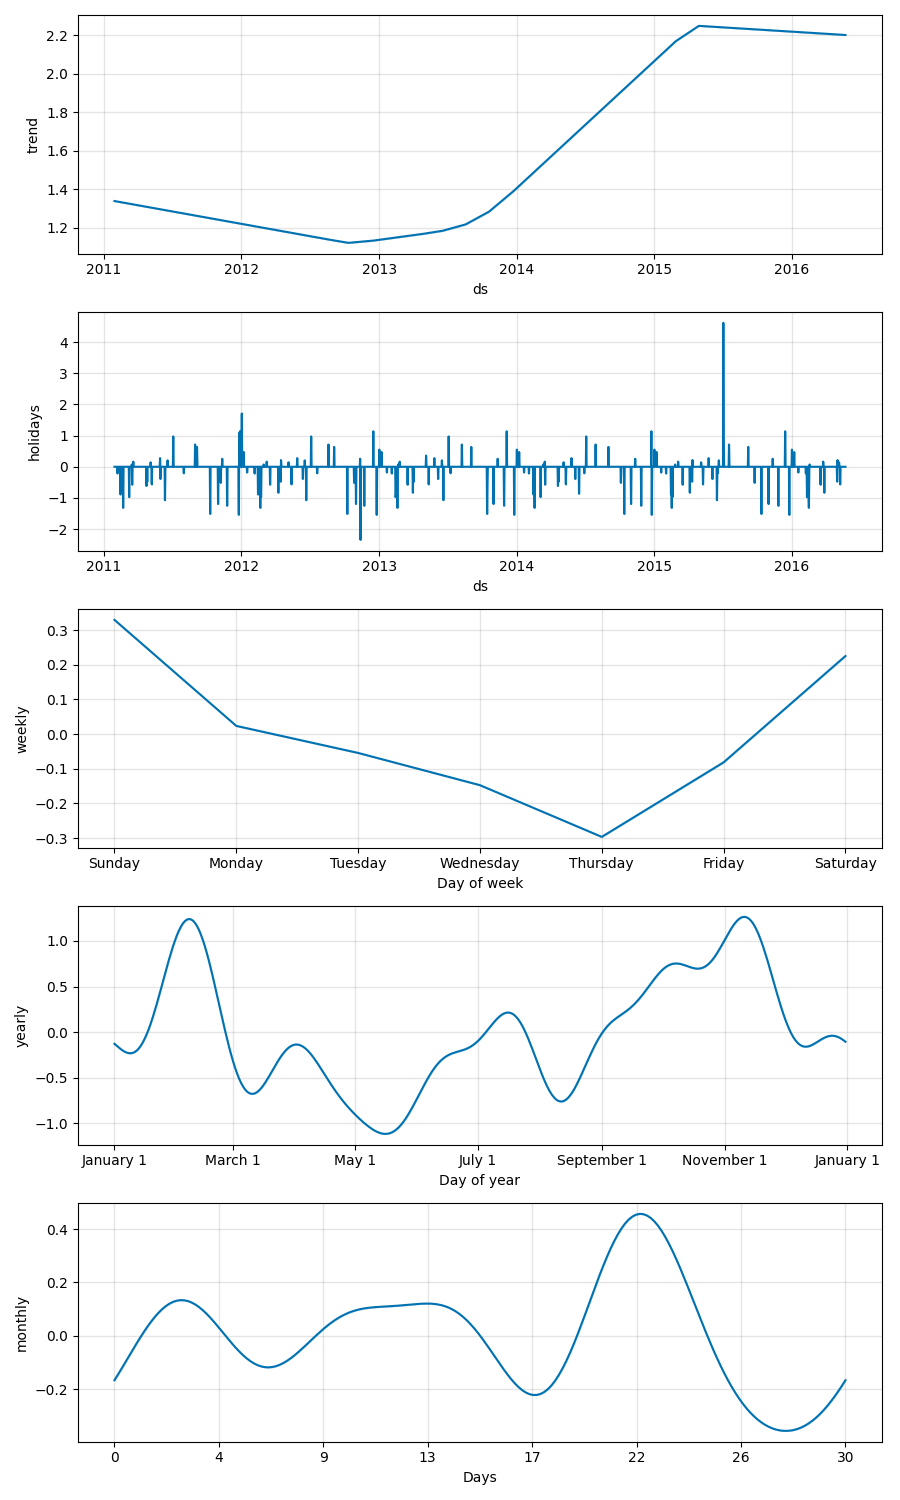 2.2
2.0
1.8
1.6
1.4
1.2
trend
2011 2012 2013 2014 2015 2016
ds
4
3
2
1
0
−1
−2
holidays
2011 2012 2013 2014 2015 2016
ds
0.3
0.2
0.1
0.0
−0.1
−0.2
−0.3
weekly
Sunday Monday Tuesday Wednesday Thursday Friday Saturday
Day of week
1.0
0.5
0.0
−0.5
−1.0
yearly
January 1 March 1 May 1 July 1 September 1 November 1 January 1
Day of year
0.4
0.2
0.0
−0.2
monthly
0 4 9 13 17 22 26 30
Days